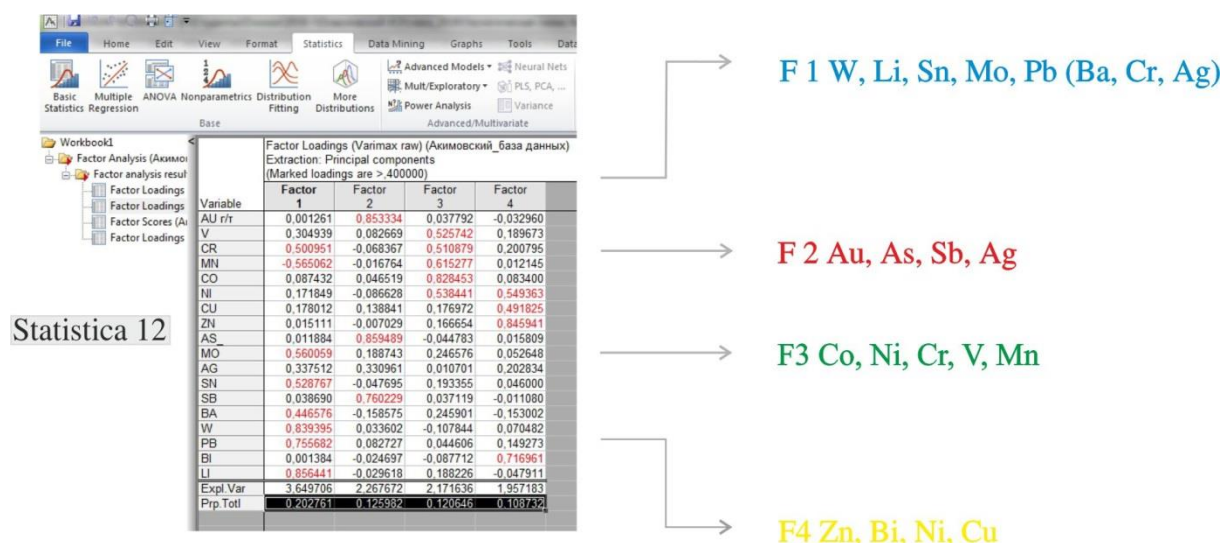 File Home Edit View Format Statistics Data Mining Graphs Tools Data
Basic Statistics
Multiple Regression
ANOVA
Nonparametrics
Distribution Fitting
More Distributions
Advanced Models
Mult/Exploratory
Power Analysis
Neural Nets
PLS, PCA, ...
Variance
Base
Advanced/Multivariate
Workbook1
Factor Analysis (Акимо
Factor analysis resul
Factor Loadings
Factor Loadings
Factor Scores (А
Factor Loadings
Factor Loadings (Varimax raw) (Акимовский_база данных)
Extraction: Principal components
(Marked loadings are >,400000)
Variable Factor 1 Factor 2 Factor 3 Factor 4
AU г/т 0,001261 0,853334 0,037792 -0,032960
V 0,304939 0,082669 0,525742 0,189673
CR 0,500951 -0,068367 0,510879 0,200795
MN -0,565062 -0,016764 0,615277 0,012145
CO 0,087432 0,046519 0,828453 0,083400
NI 0,171849 -0,086628 0,538441 0,549363
CU 0,178012 0,138841 0,176972 0,491825
ZN 0,015111 -0,007029 0,166654 0,845941
AS_ 0,011884 0,859489 -0,044783 0,015809
MO 0,560059 0,188743 0,246576 0,052648
AG 0,337512 0,330961 0,010701 0,202834
SN 0,528767 -0,047695 0,193355 0,046000
SB 0,038690 0,760229 0,037119 -0,011080
BA 0,446576 -0,158575 0,245901 -0,153002
W 0,839395 0,033602 -0,107844 0,070482
PB 0,755682 0,082727 0,044606 0,149273
BI 0,001384 -0,024697 -0,087712 0,716961
LI 0,856441 -0,029618 0,188226 -0,047911
Expl.Var 3,649706 2,267672 2,171636 1,957183
Prp.Totl 0,202761 0,125982 0,120646 0,108732
Statistica 12
F 1 W, Li, Sn, Mo, Pb (Ba, Cr, Ag)
F 2 Au, As, Sb, Ag
F3 Co, Ni, Cr, V, Mn
F4 Zn, Bi, Ni, Cu